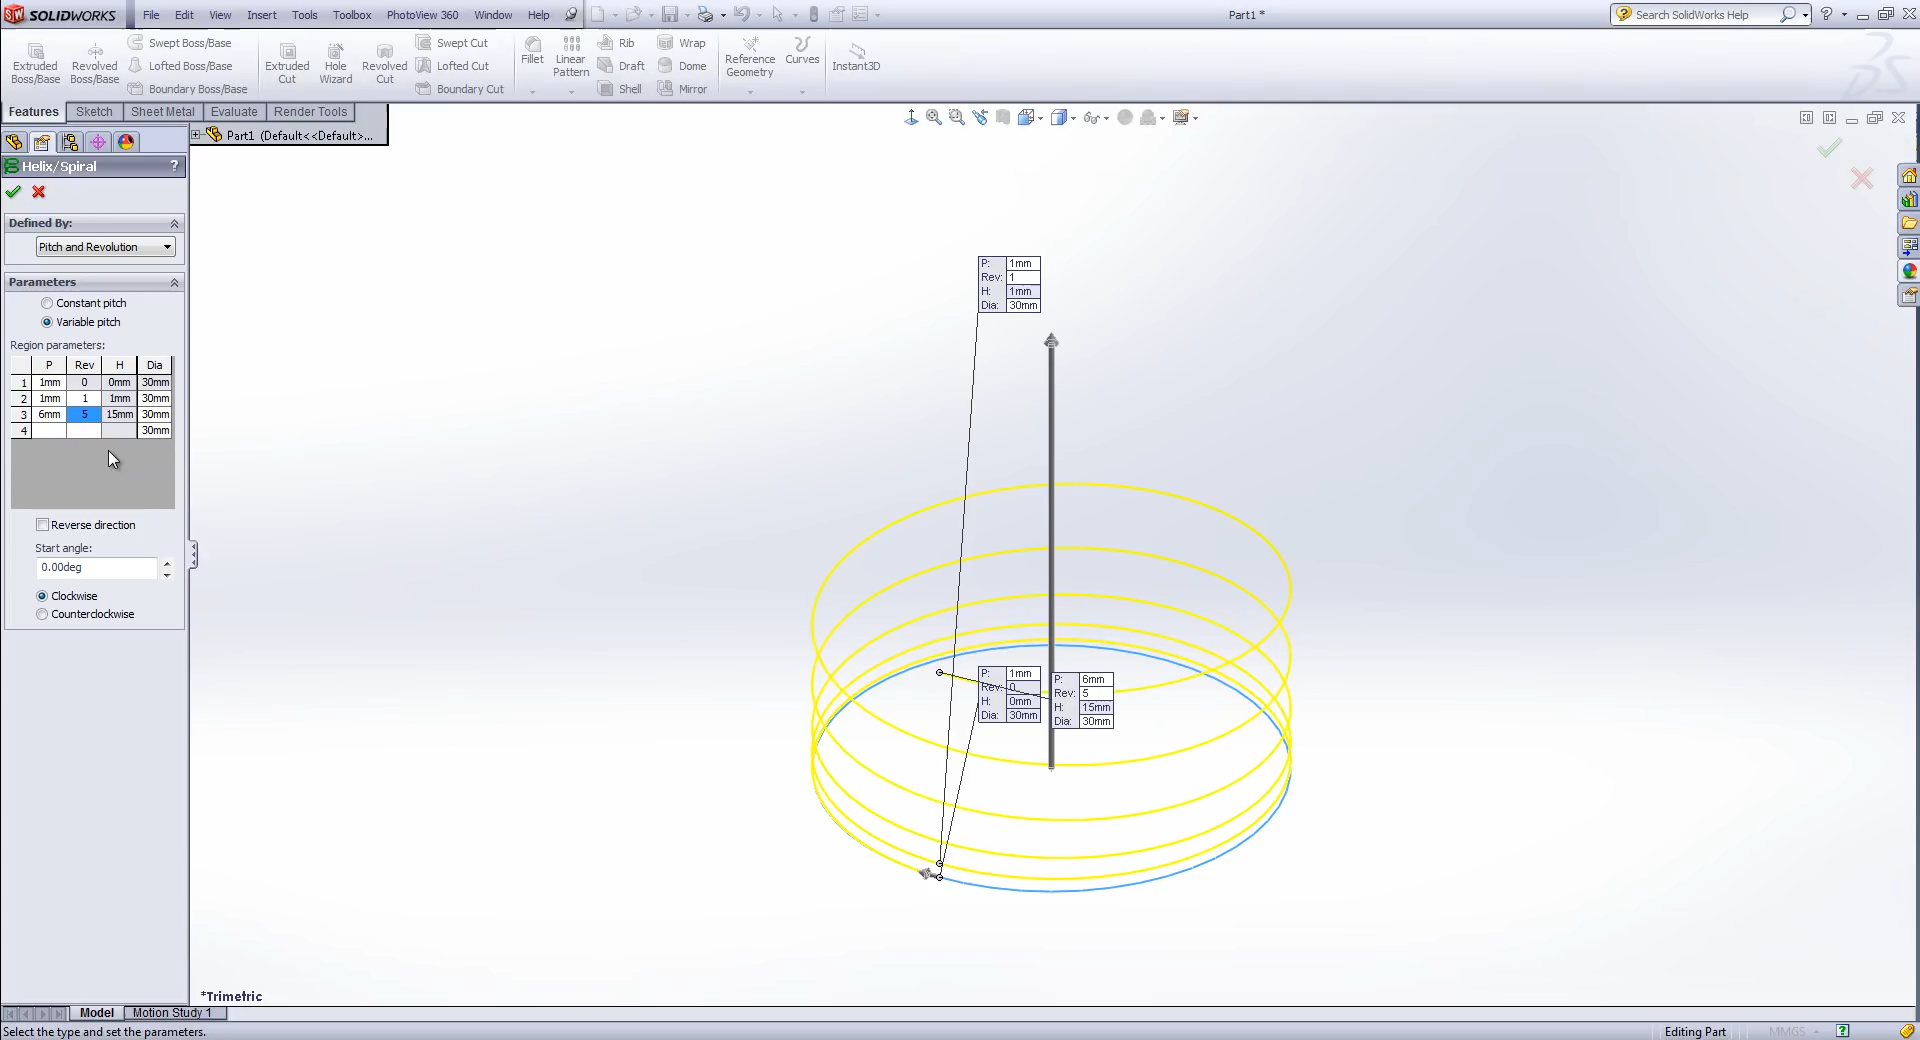 SOLIDWORKS File Edit View Insert Tools Toolbox PhotoView 360 Window Help Part1 * Search SolidWorks Help
Extruded Boss/Base
Revolved Boss/Base
Swept Boss/Base
Lofted Boss/Base
Boundary Boss/Base
Extruded Cut
Hole Wizard
Revolved Cut
Swept Cut
Lofted Cut
Boundary Cut
Fillet
Linear Pattern
Rib
Draft
Shell
Wrap
Dome
Mirror
Reference Geometry
Curves
Instant3D
Features Sketch Sheet Metal Evaluate Render Tools
Part1 (Default<<Default>...
Helix/Spiral ?
Defined By:
Pitch and Revolution
Parameters
Constant pitch
Variable pitch
Region parameters:
P Rev H Dia
1 1mm 0 0mm 30mm
2 1mm 1 1mm 30mm
3 6mm 5 15mm 30mm
4 30mm
Reverse direction
Start angle:
0.00deg
Clockwise
Counterclockwise
P: 1mm
Rev: 1
H: 1mm
Dia: 30mm
P: 1mm
Rev: 0
H: 0mm
Dia: 30mm
P: 6mm
Rev: 5
H: 15mm
Dia: 30mm
*Trimetric
Model Motion Study 1
Select the type and set the parameters. Editing Part MMGS ?